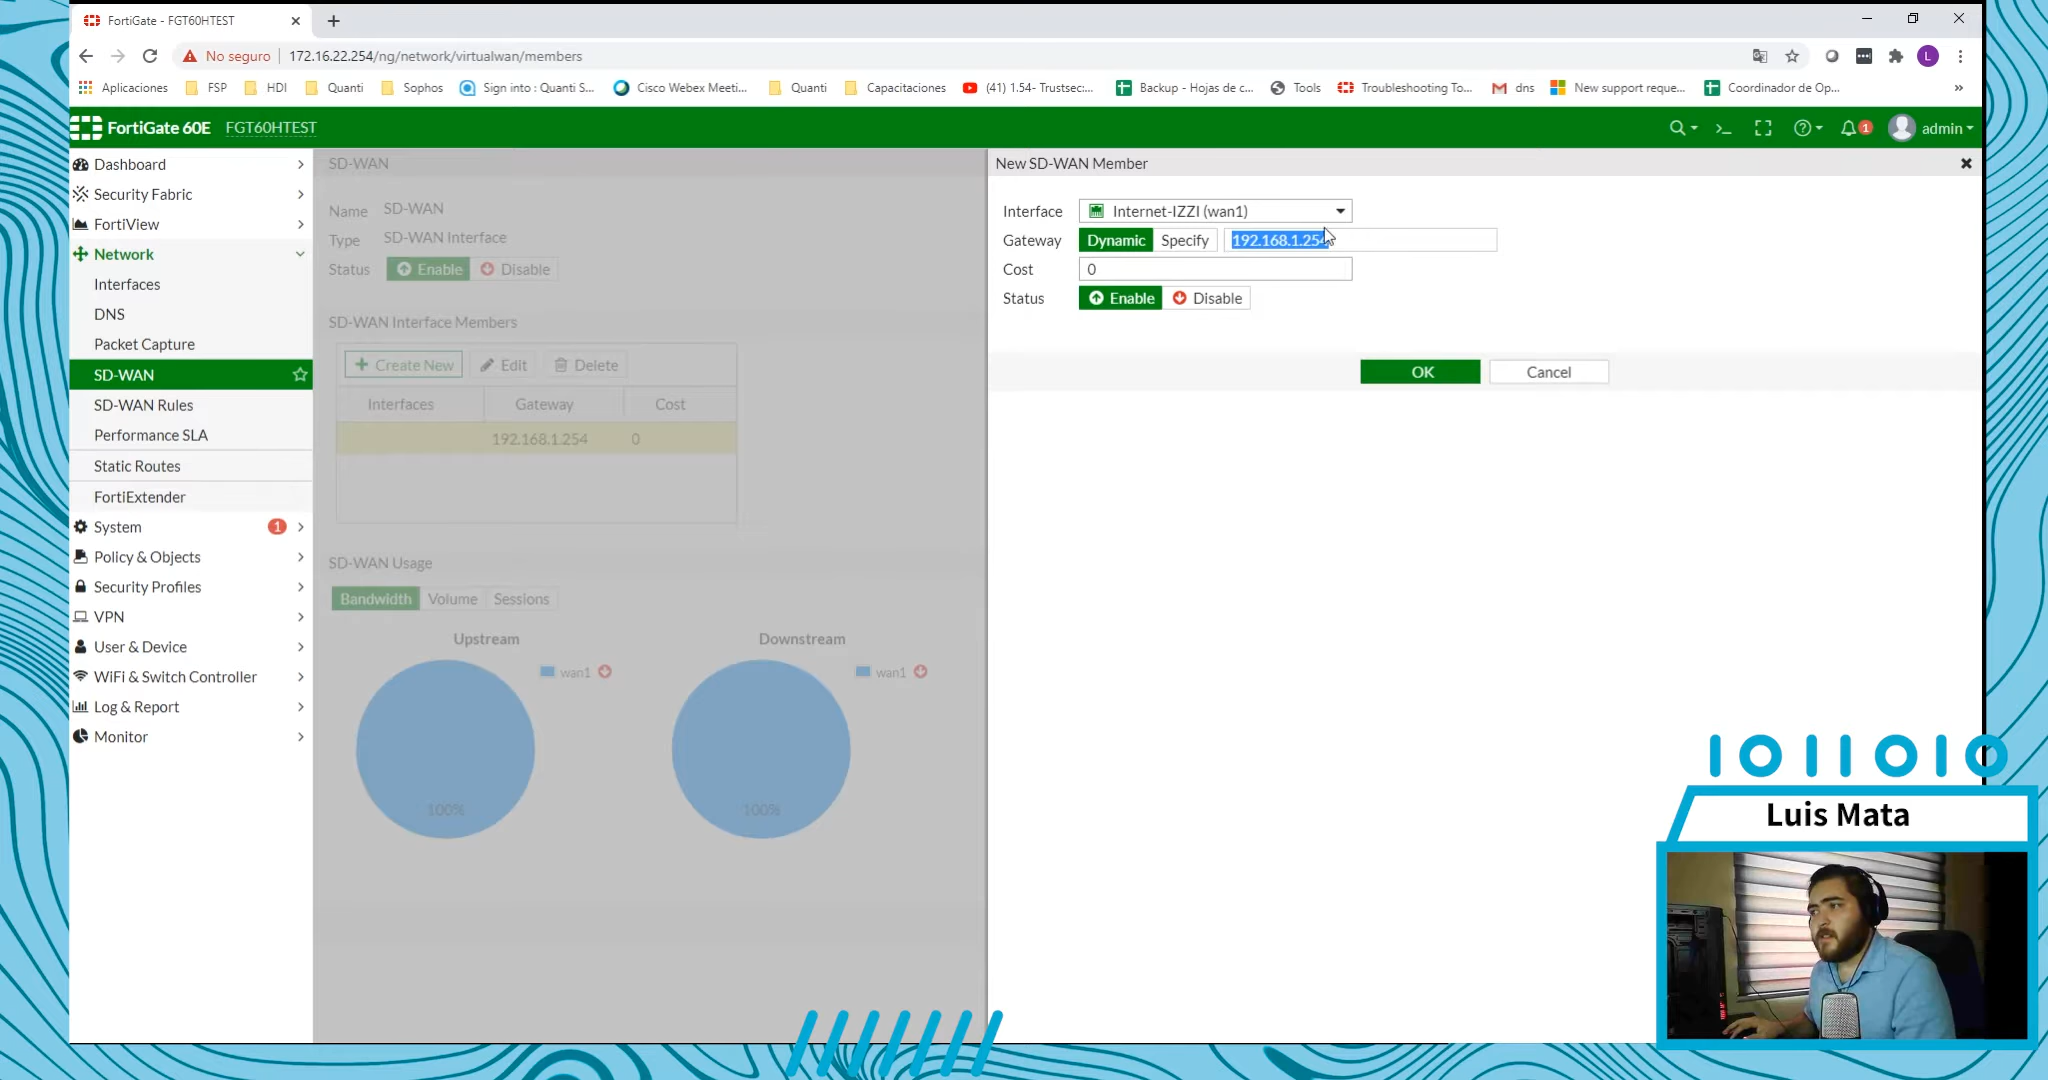 FortiGate - FGT60HTEST
No seguro
172.16.22.254/ng/network/virtualwan/members
Aplicaciones FSP HDI Quanti Sophos Sign into : Quanti S... Cisco Webex Meeti... Quanti Capacitaciones (41) 1.54- Trustsec:... Backup - Hojas de c... Tools Troubleshooting To... dns New support reque... Coordinador de Op... »
FortiGate 60E FGT60HTEST
1 admin
Dashboard
Security Fabric
FortiView
Network
Interfaces
DNS
Packet Capture
SD-WAN
SD-WAN Rules
Performance SLA
Static Routes
FortiExtender
System 1
Policy & Objects
Security Profiles
VPN
User & Device
WiFi & Switch Controller
Log & Report
Monitor
SD-WAN
Name SD-WAN
Type SD-WAN Interface
Status Enable Disable
SD-WAN Interface Members
Create New Edit Delete
Interfaces Gateway Cost
192.168.1.254 0
SD-WAN Usage
Bandwidth Volume Sessions
Upstream Downstream
wan1 wan1
100% 100%
New SD-WAN Member
Interface Internet-IZZI (wan1)
Gateway Dynamic Specify 192.168.1.254
Cost 0
Status Enable Disable
OK Cancel
1011010
Luis Mata